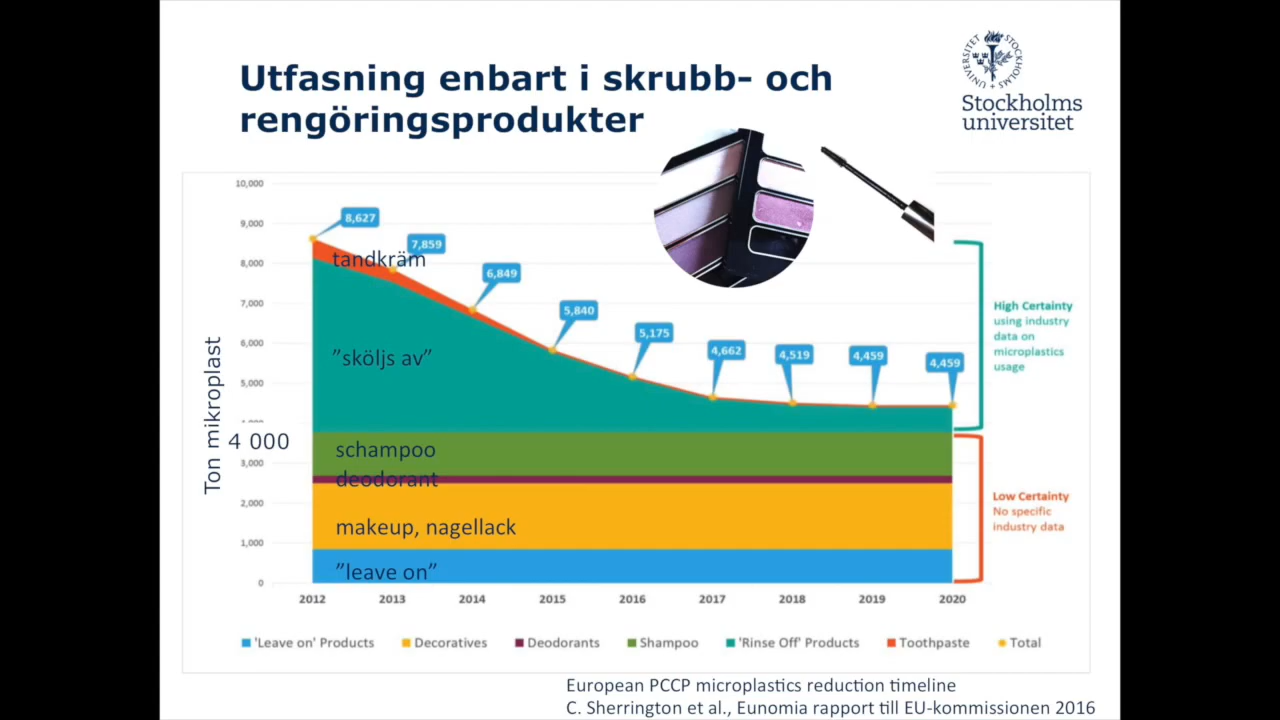 Utfasning enbart i skrubb- och
rengöringsprodukter
STOCKHOLMS UNIVERSITET
Stockholms
universitet
10,000
9,000
8,000
7,000
6,000
5,000
4 000
3,000
2,000
1,000
0
Ton mikroplast
8,627
7,859
6,849
5,840
5,175
4,662
4,519
4,459
4,459
tandkräm
”sköljs av”
schampoo
deodorant
makeup, nagellack
”leave on”
High Certainty
using industry
data on
microplastics
usage
Low Certainty
No specific
industry data
2012 2013 2014 2015 2016 2017 2018 2019 2020
'Leave on' Products Decoratives Deodorants Shampoo 'Rinse Off' Products Toothpaste Total
European PCCP microplastics reduction timeline
C. Sherrington et al., Eunomia rapport till EU-kommissionen 2016